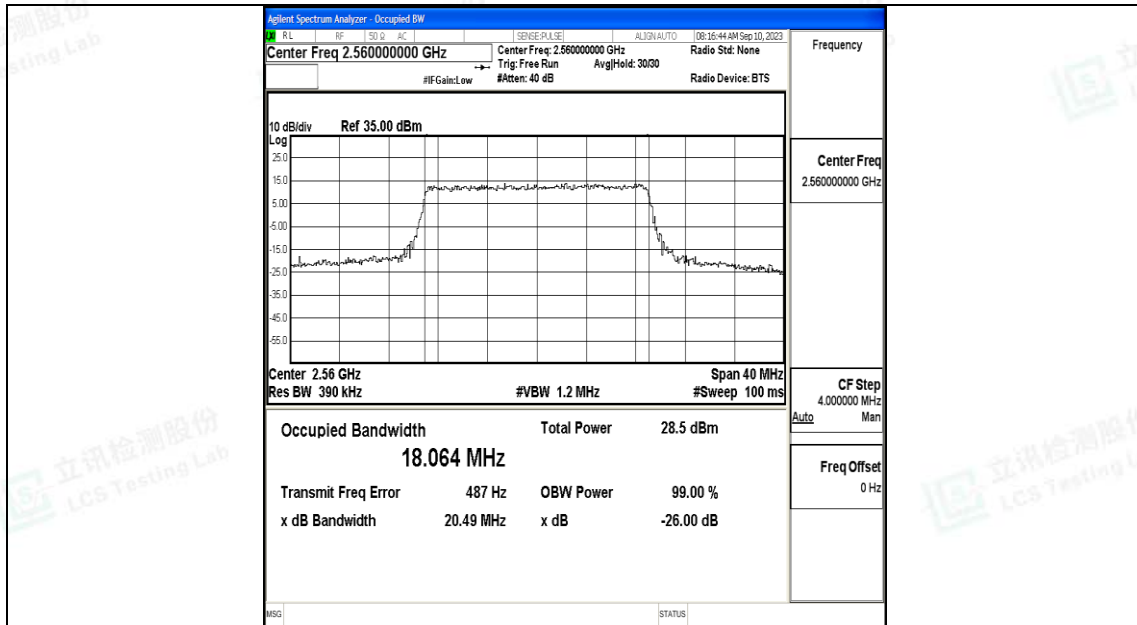 Agilent Spectrum Analyzer - Occupied BW
LXI RL RF 50 Ω AC SENSE:PULSE ALIGN AUTO 08:16:44 AM Sep 10, 2023
Center Freq 2.560000000 GHz
Center Freq: 2.560000000 GHz Radio Std: None
Trig: Free Run Avg|Hold: 30/30
#IFGain:Low #Atten: 40 dB Radio Device: BTS
10 dB/div Ref 35.00 dBm
Log
25.0
15.0
5.00
-5.00
-15.0
-25.0
-35.0
-45.0
-55.0
Center 2.56 GHz Span 40 MHz
Res BW 390 kHz #VBW 1.2 MHz #Sweep 100 ms
Occupied Bandwidth Total Power 28.5 dBm
18.064 MHz
Transmit Freq Error 487 Hz OBW Power 99.00 %
x dB Bandwidth 20.49 MHz x dB -26.00 dB
MSG STATUS
Frequency
Center Freq
2.560000000 GHz
CF Step
4.000000 MHz
Auto Man
Freq Offset
0 Hz
立讯检测股份
LCS Testing Lab
立讯检测股份
LCS Testing L